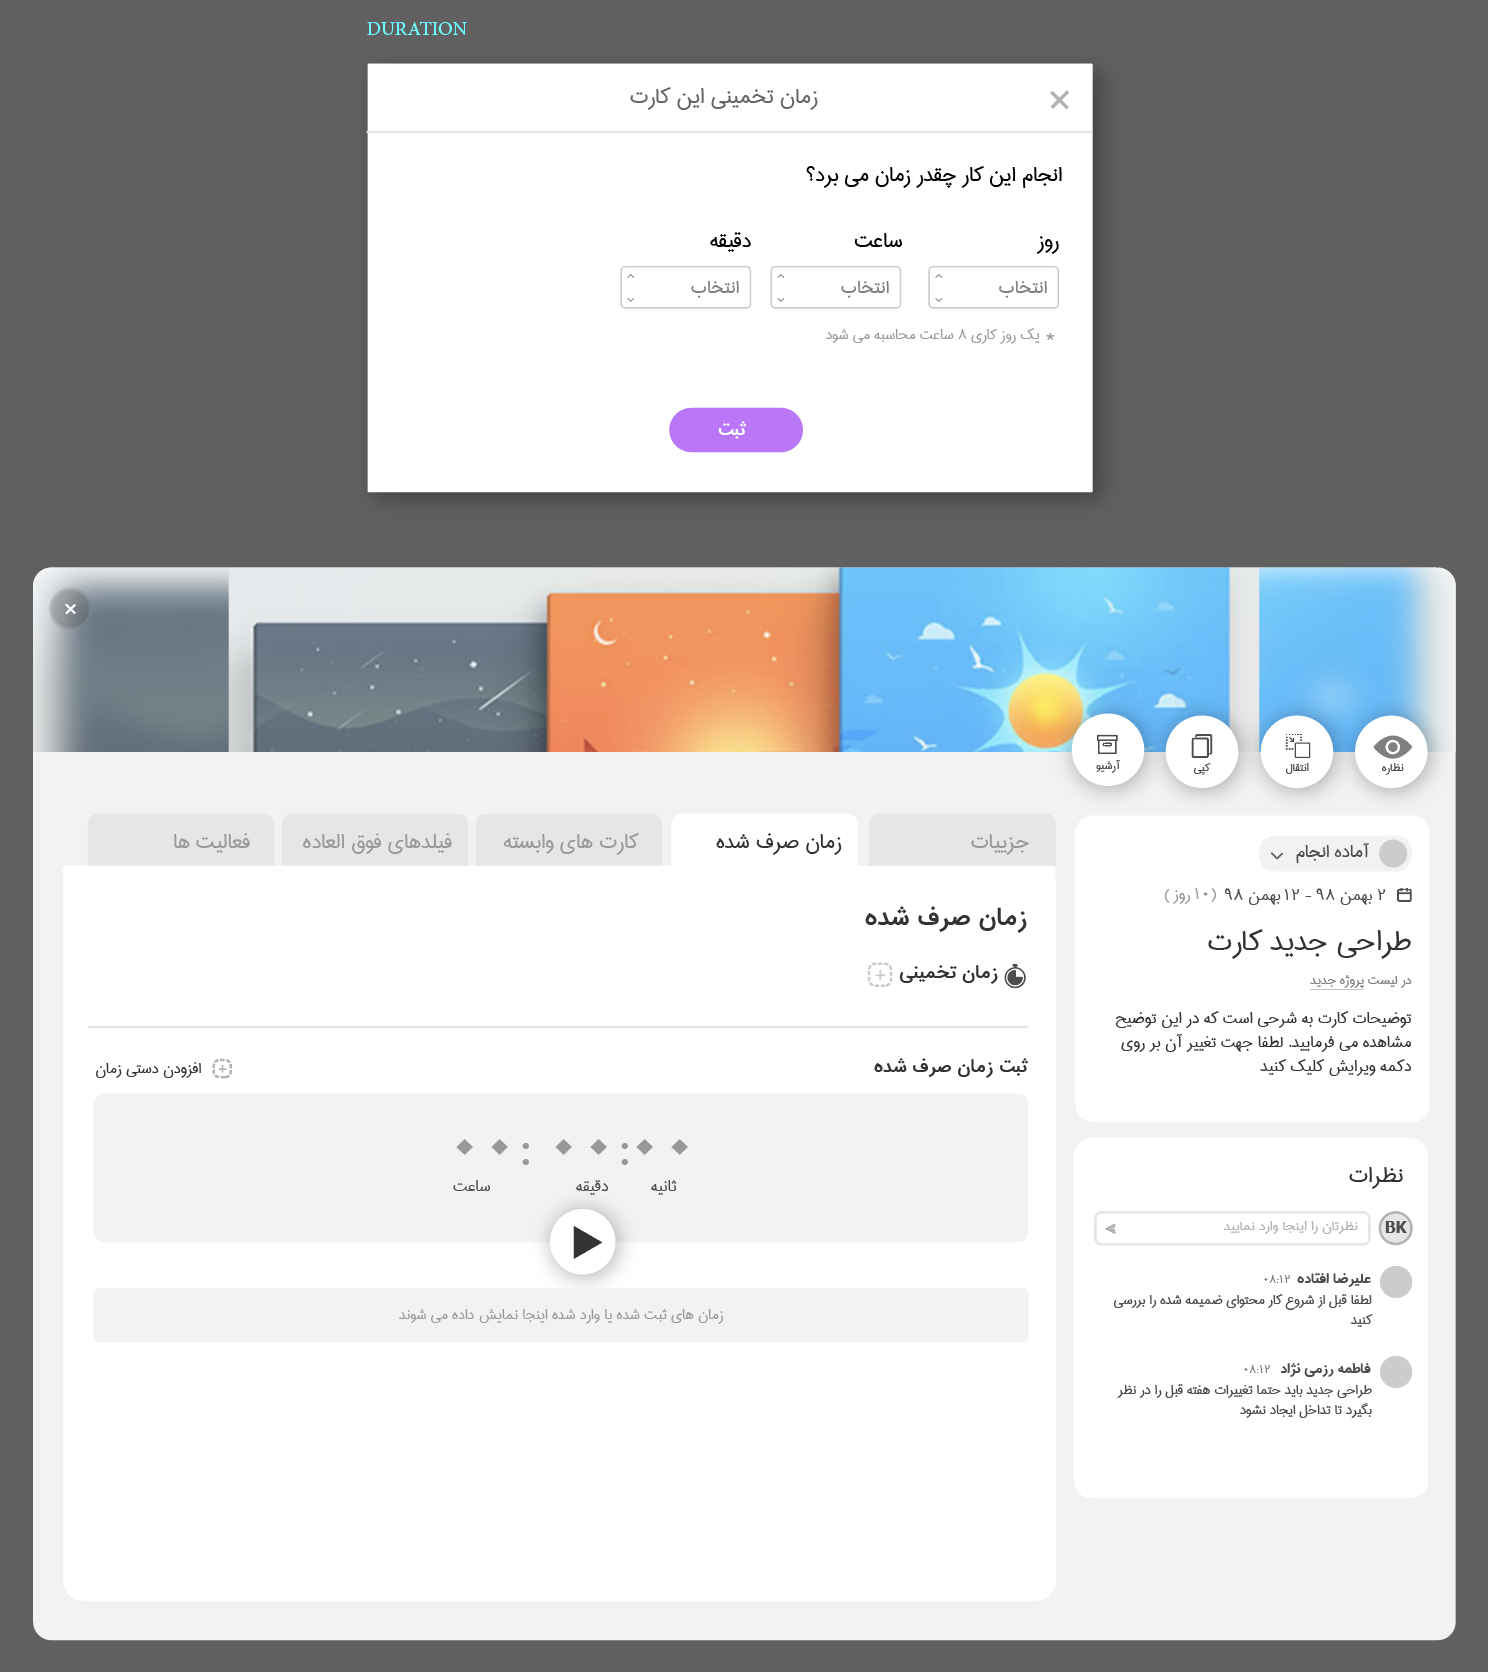 DURATION
زمان تخمینی این کارت
انجام این کار چقدر زمان می برد؟
روز ساعت دقیقه
انتخاب انتخاب انتخاب
* یک روز کاری ۸ ساعت محاسبه می شود
ثبت
نظاره انتقال کپی آرشیو
آماده انجام
۲ بهمن ۹۸ - ۱۲ بهمن ۹۸ (۱۰ روز)
طراحی جدید کارت
در لیست پروژه جدید
توضیحات کارت به شرحی است که در این توضیح
مشاهده می فرمایید. لطفا جهت تغییر آن بر روی
دکمه ویرایش کلیک کنید
نظرات
BK نظرتان را اینجا وارد نمایید
علیرضا افتاده ۰۸:۱۲
لطفا قبل از شروع کار محتوای ضمیمه شده را بررسی
کنید
فاطمه رزمی نژاد ۰۸:۱۲
طراحی جدید باید حتما تغییرات هفته قبل را در نظر
بگیرد تا تداخل ایجاد نشود
جزییات زمان صرف شده کارت های وابسته فیلدهای فوق العاده فعالیت ها
زمان صرف شده
زمان تخمینی
ثبت زمان صرف شده افزودن دستی زمان
ثانیه دقیقه ساعت
زمان های ثبت شده یا وارد شده اینجا نمایش داده می شوند